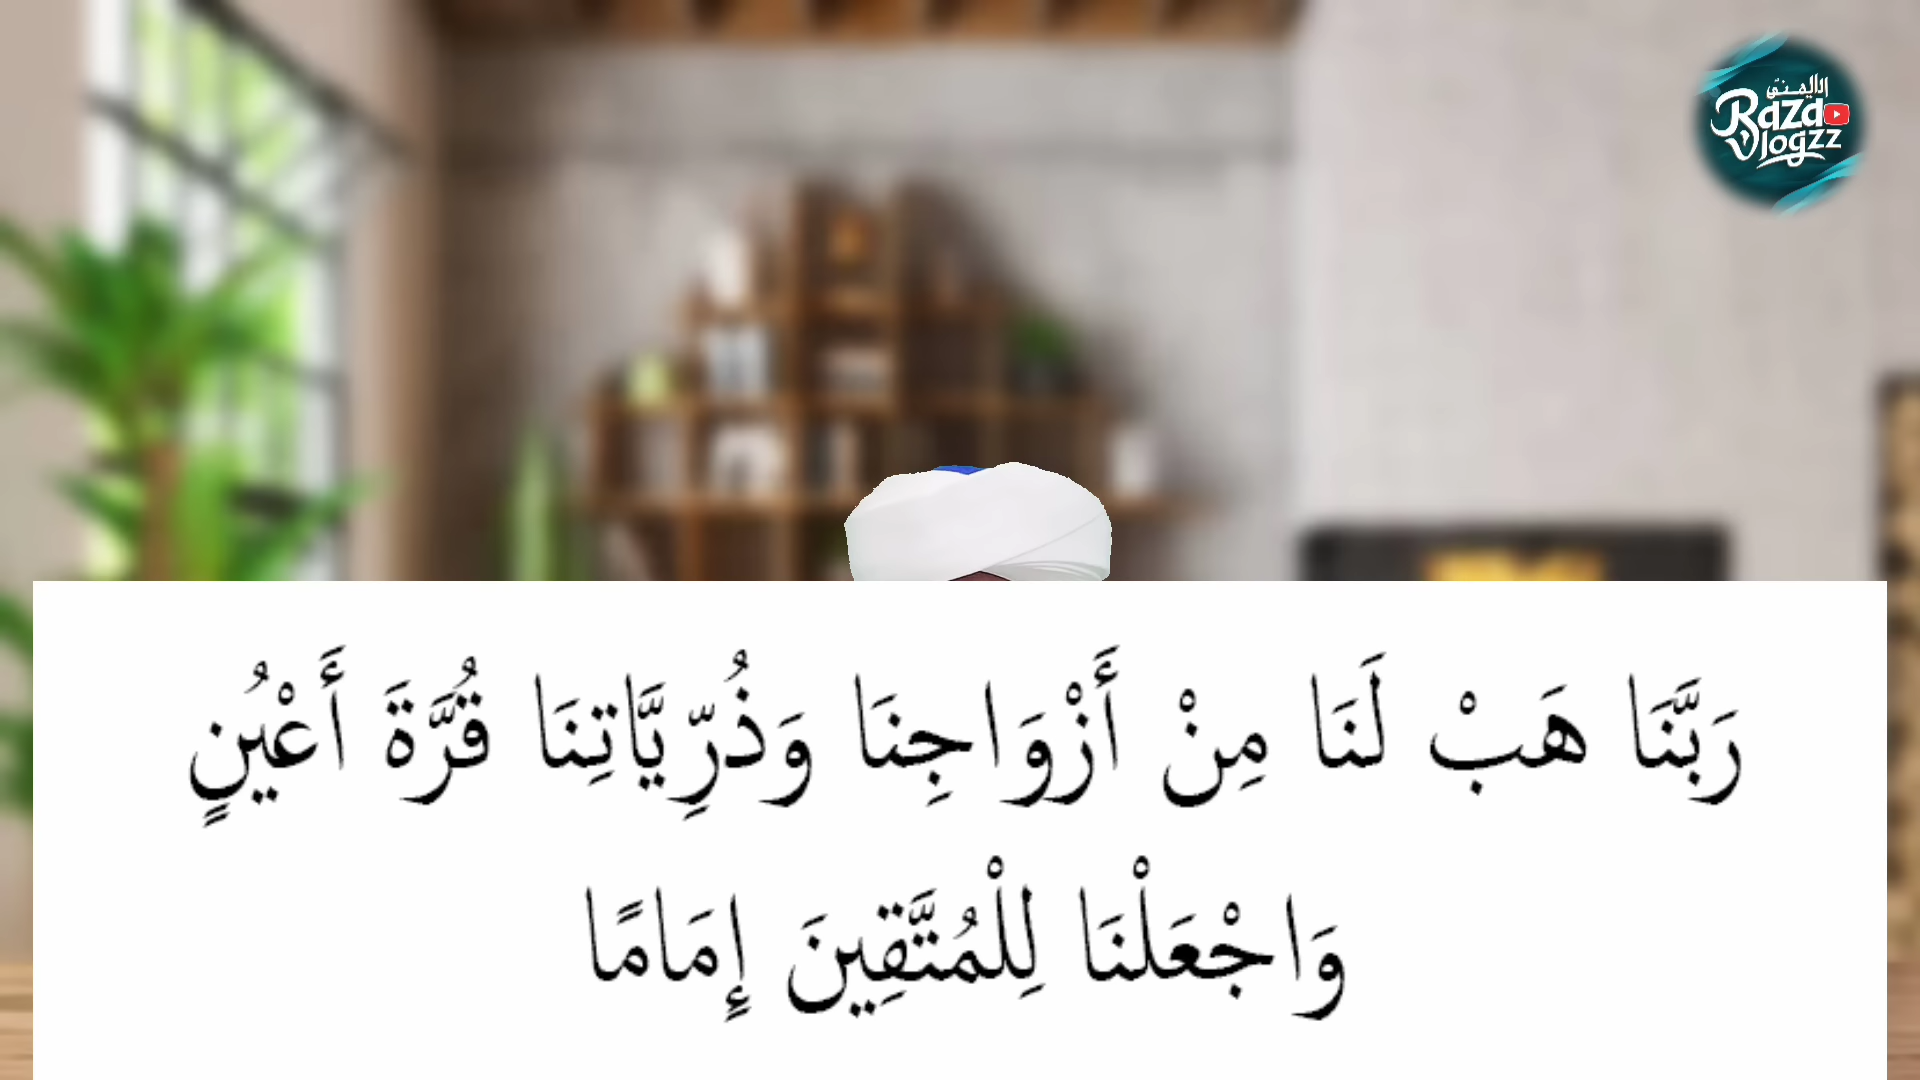 Raza
Vlogzz
رَبَّنَا هَبْ لَنَا مِنْ أَزْوَاجِنَا وَذُرِّيَّاتِنَا قُرَّةَ أَعْيُنٍ
وَاجْعَلْنَا لِلْمُتَّقِينَ إِمَامًا